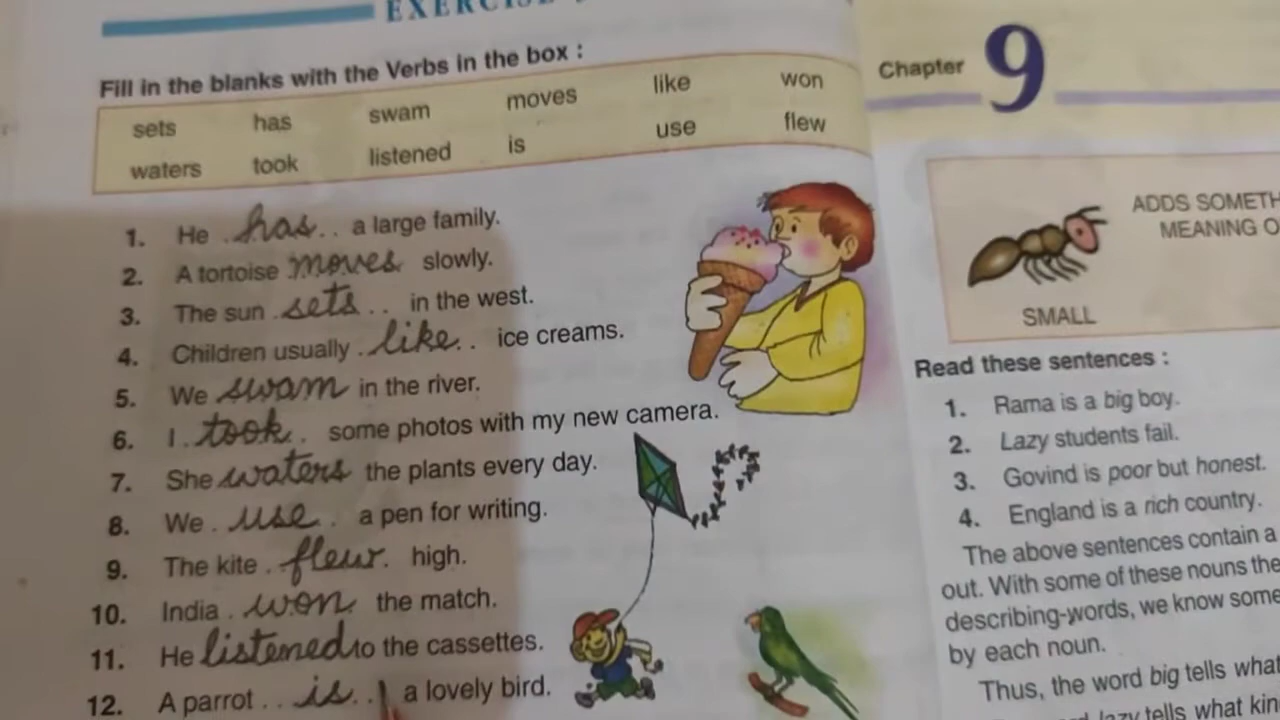 EXERCISE
Fill in the blanks with the Verbs in the box :
sets has swam moves like won
waters took listened is use flew
1. He has a large family.
2. A tortoise moves slowly.
3. The sun sets in the west.
4. Children usually like ice creams.
5. We swam in the river.
6. I took some photos with my new camera.
7. She waters the plants every day.
8. We use a pen for writing.
9. The kite flew high.
10. India won the match.
11. He listened to the cassettes.
12. A parrot is a lovely bird.
Chapter 9
ADDS SOMETH
MEANING O
SMALL
Read these sentences :
1. Rama is a big boy.
2. Lazy students fail.
3. Govind is poor but honest.
4. England is a rich country.
The above sentences contain a
out. With some of these nouns the
describing-words, we know some
by each noun.
Thus, the word big tells what
lazy tells what kin